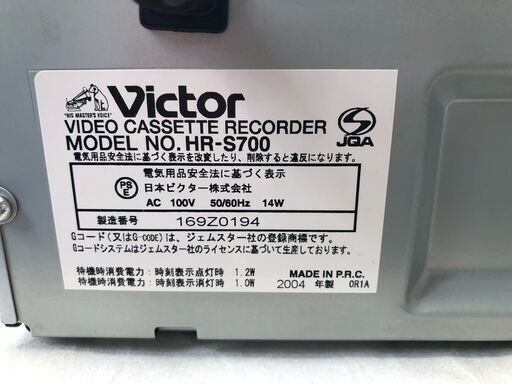 "HIS MASTER'S VOICE"
Victor
JQA
VIDEO CASSETTE RECORDER
MODEL NO. HR-S700
電気用品安全法に基づく表示を改変したり、削除すると違反になります。
PS E
電気用品安全法に基づく表示
日本ビクター株式会社
AC 100V 50/60Hz 14W
製造番号 169Z0194
Gコード（又はG-CODE）は、ジェムスター社の登録商標です。
Gコードシステムはジェムスター社のライセンスに基づいて生産しております。
待機時消費電力：時刻表示点灯時 1.2W
待機時消費電力：時刻表示消灯時 1.0W
MADE IN P.R.C.
2004 年製 0R1A